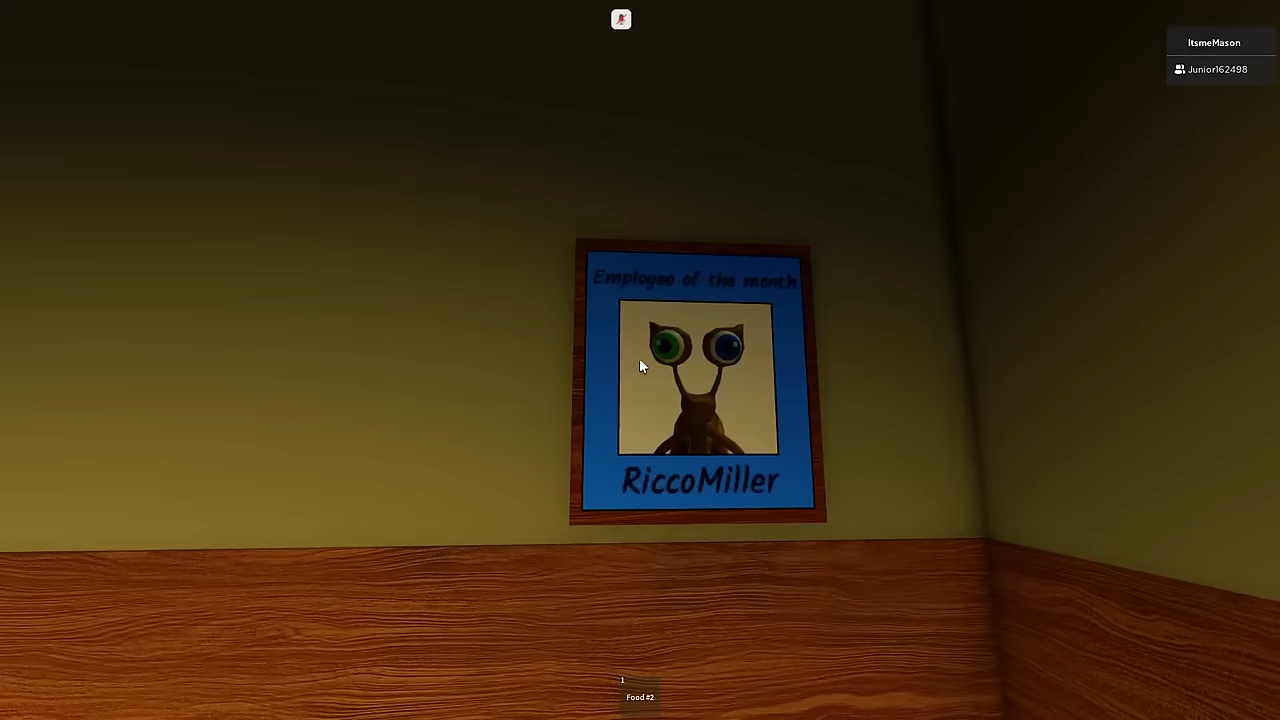 ItsmeMason
Junior162498
Employee of the month
RiccoMiller
1
Food #2